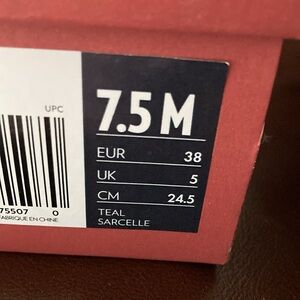 UPC
7.5 M
EUR 38
UK 5
CM 24.5
TEAL
SARCELLE
75507 0
FABRIQUE EN CHINE